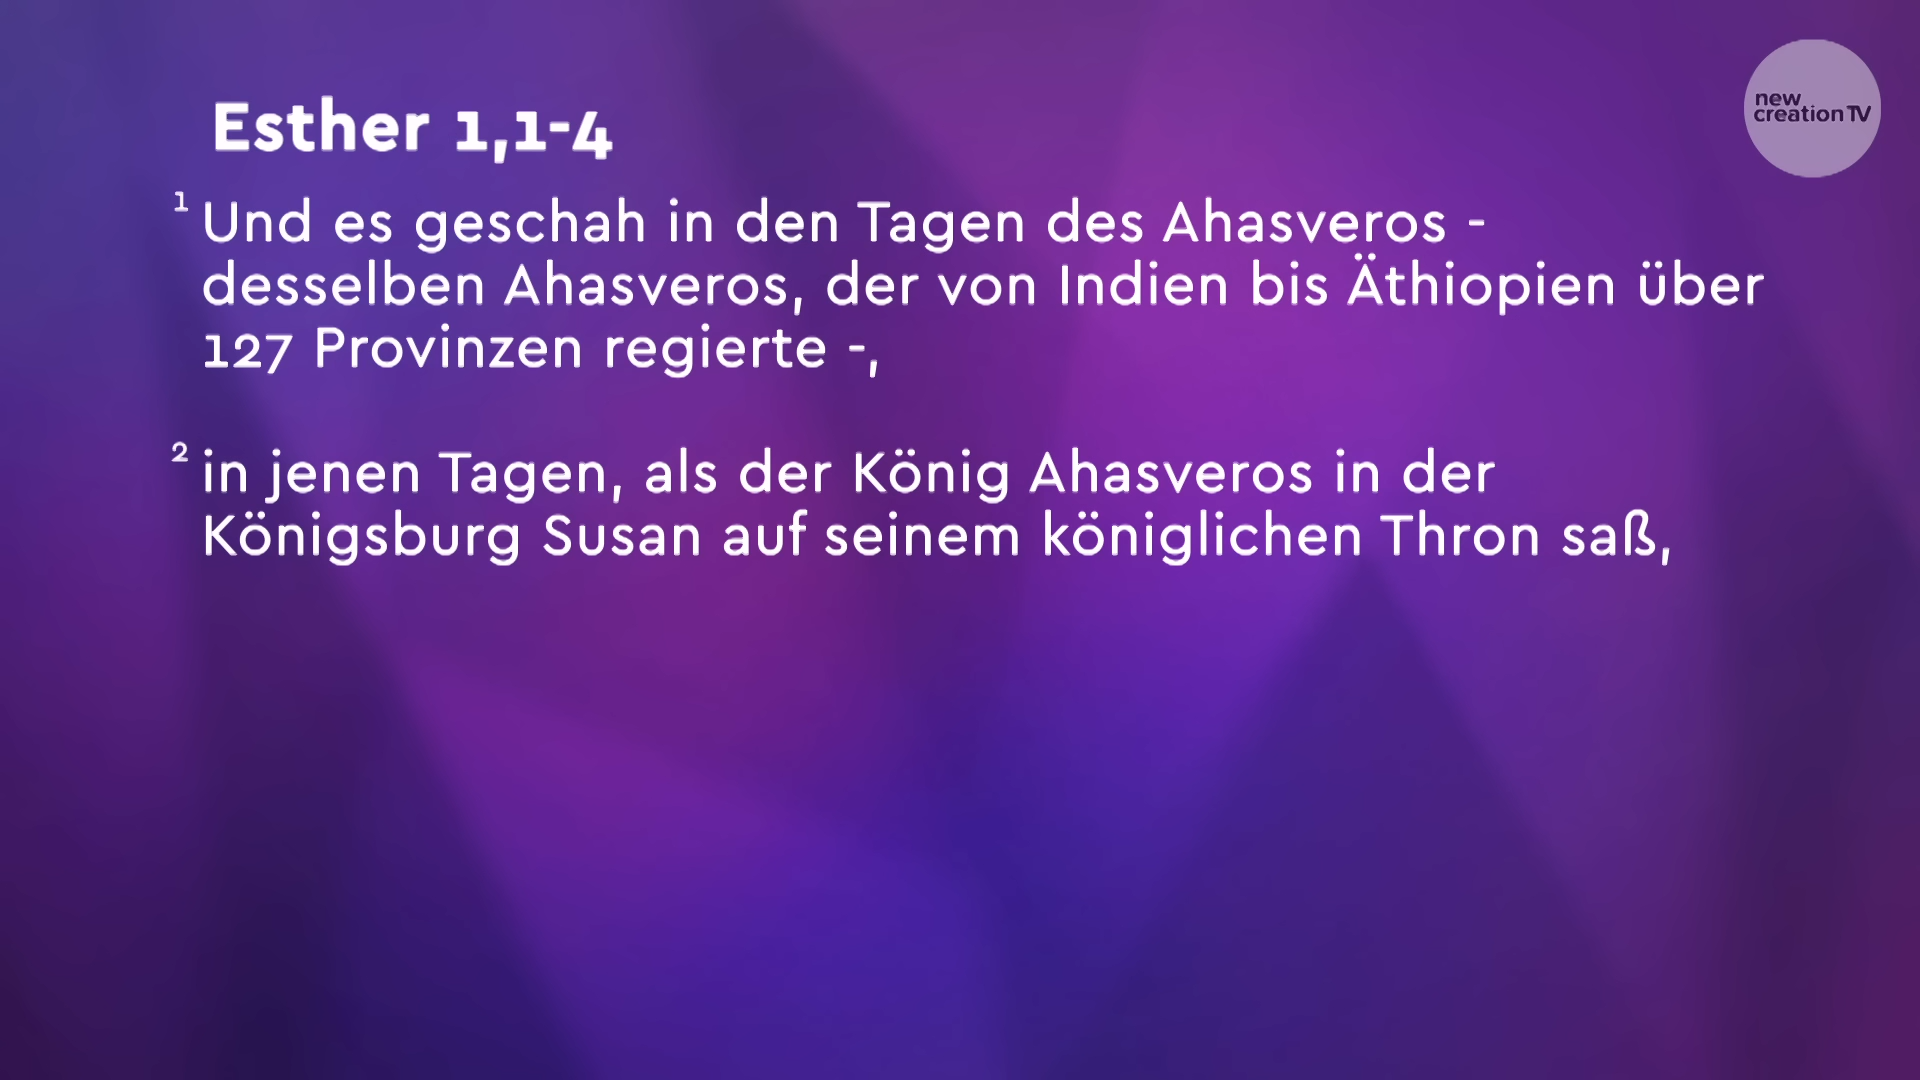 Esther 1,1-4
new
creation TV
1 Und es geschah in den Tagen des Ahasveros -
desselben Ahasveros, der von Indien bis Äthiopien über
127 Provinzen regierte -,
2 in jenen Tagen, als der König Ahasveros in der
Königsburg Susan auf seinem königlichen Thron saß,